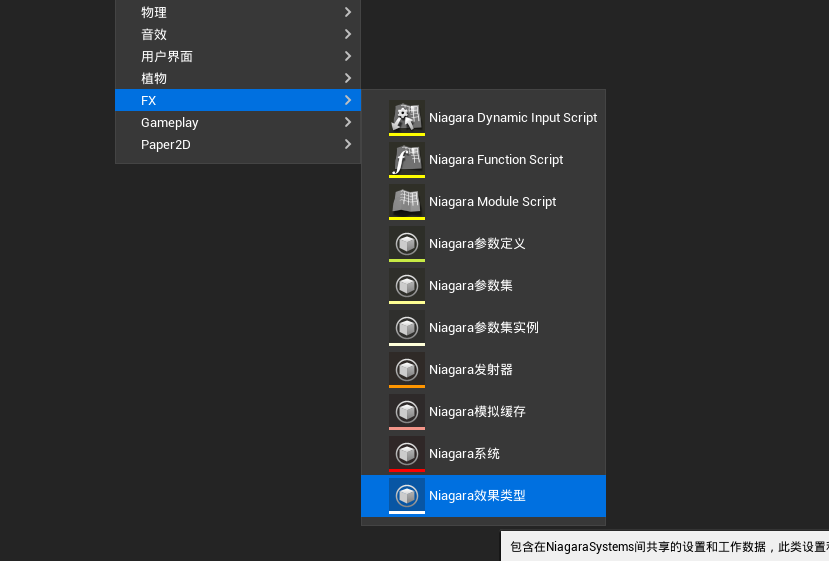 物理
音效
用户界面
植物
FX
Gameplay
Paper2D
Niagara Dynamic Input Script
Niagara Function Script
Niagara Module Script
Niagara参数定义
Niagara参数集
Niagara参数集实例
Niagara发射器
Niagara模拟缓存
Niagara系统
Niagara效果类型
包含在NiagaraSystems间共享的设置和工作数据，此类设置